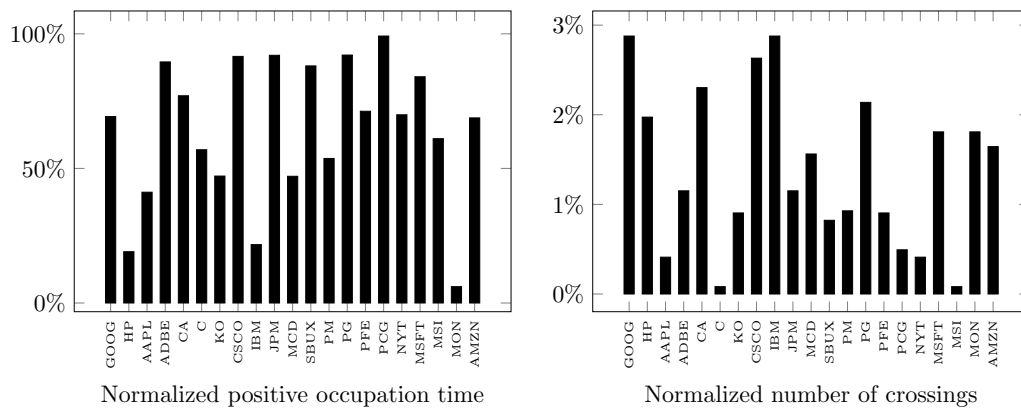 100%
50%
0%
GOOG
HP
AAPL
ADBE
CA
C
KO
CSCO
IBM
JPM
MCD
SBUX
PM
PG
PFE
PCG
NYT
MSFT
MSI
MON
AMZN
Normalized positive occupation time
3%
2%
1%
0%
GOOG
HP
AAPL
ADBE
CA
C
KO
CSCO
IBM
JPM
MCD
SBUX
PM
PG
PFE
PCG
NYT
MSFT
MSI
MON
AMZN
Normalized number of crossings